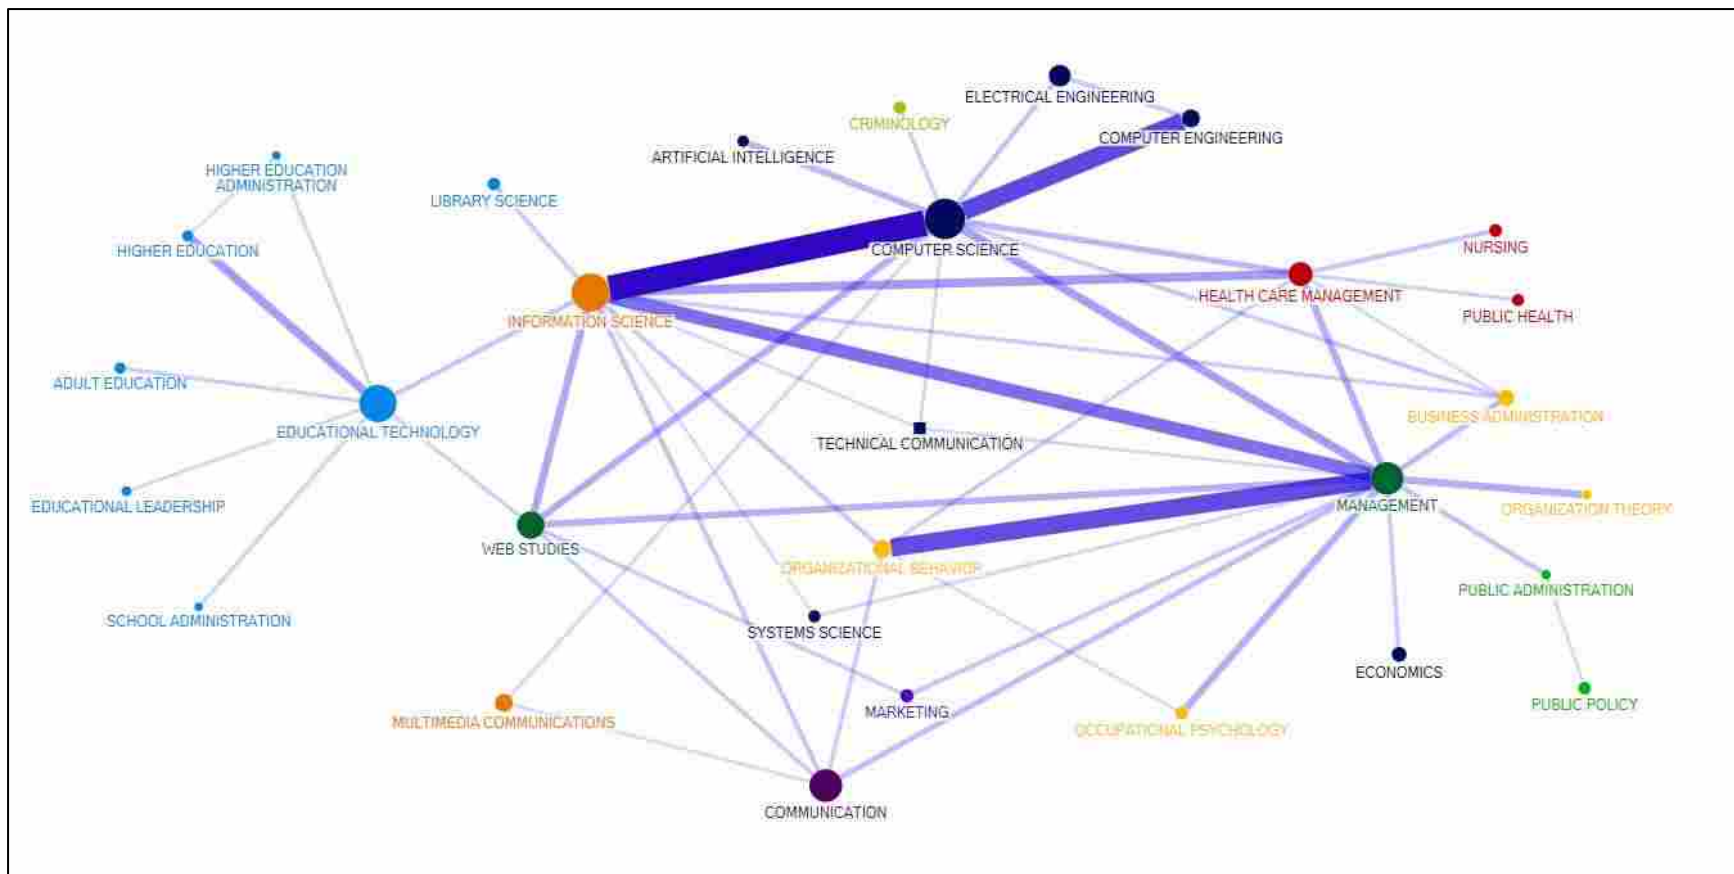 ELECTRICAL ENGINEERING
CRIMINOLOGY
COMPUTER ENGINEERING
ARTIFICIAL INTELLIGENCE
HIGHER EDUCATION
ADMINISTRATION
LIBRARY SCIENCE
HIGHER EDUCATION
COMPUTER SCIENCE
NURSING
HEALTH CARE MANAGEMENT
PUBLIC HEALTH
INFORMATION SCIENCE
ADULT EDUCATION
BUSINESS ADMINISTRATION
EDUCATIONAL TECHNOLOGY
TECHNICAL COMMUNICATION
EDUCATIONAL LEADERSHIP
MANAGEMENT
ORGANIZATION THEORY
WEB STUDIES
ORGANIZATIONAL BEHAVIOR
PUBLIC ADMINISTRATION
SCHOOL ADMINISTRATION
SYSTEMS SCIENCE
ECONOMICS
PUBLIC POLICY
MARKETING
MULTIMEDIA COMMUNICATIONS
OCCUPATIONAL PSYCHOLOGY
COMMUNICATION